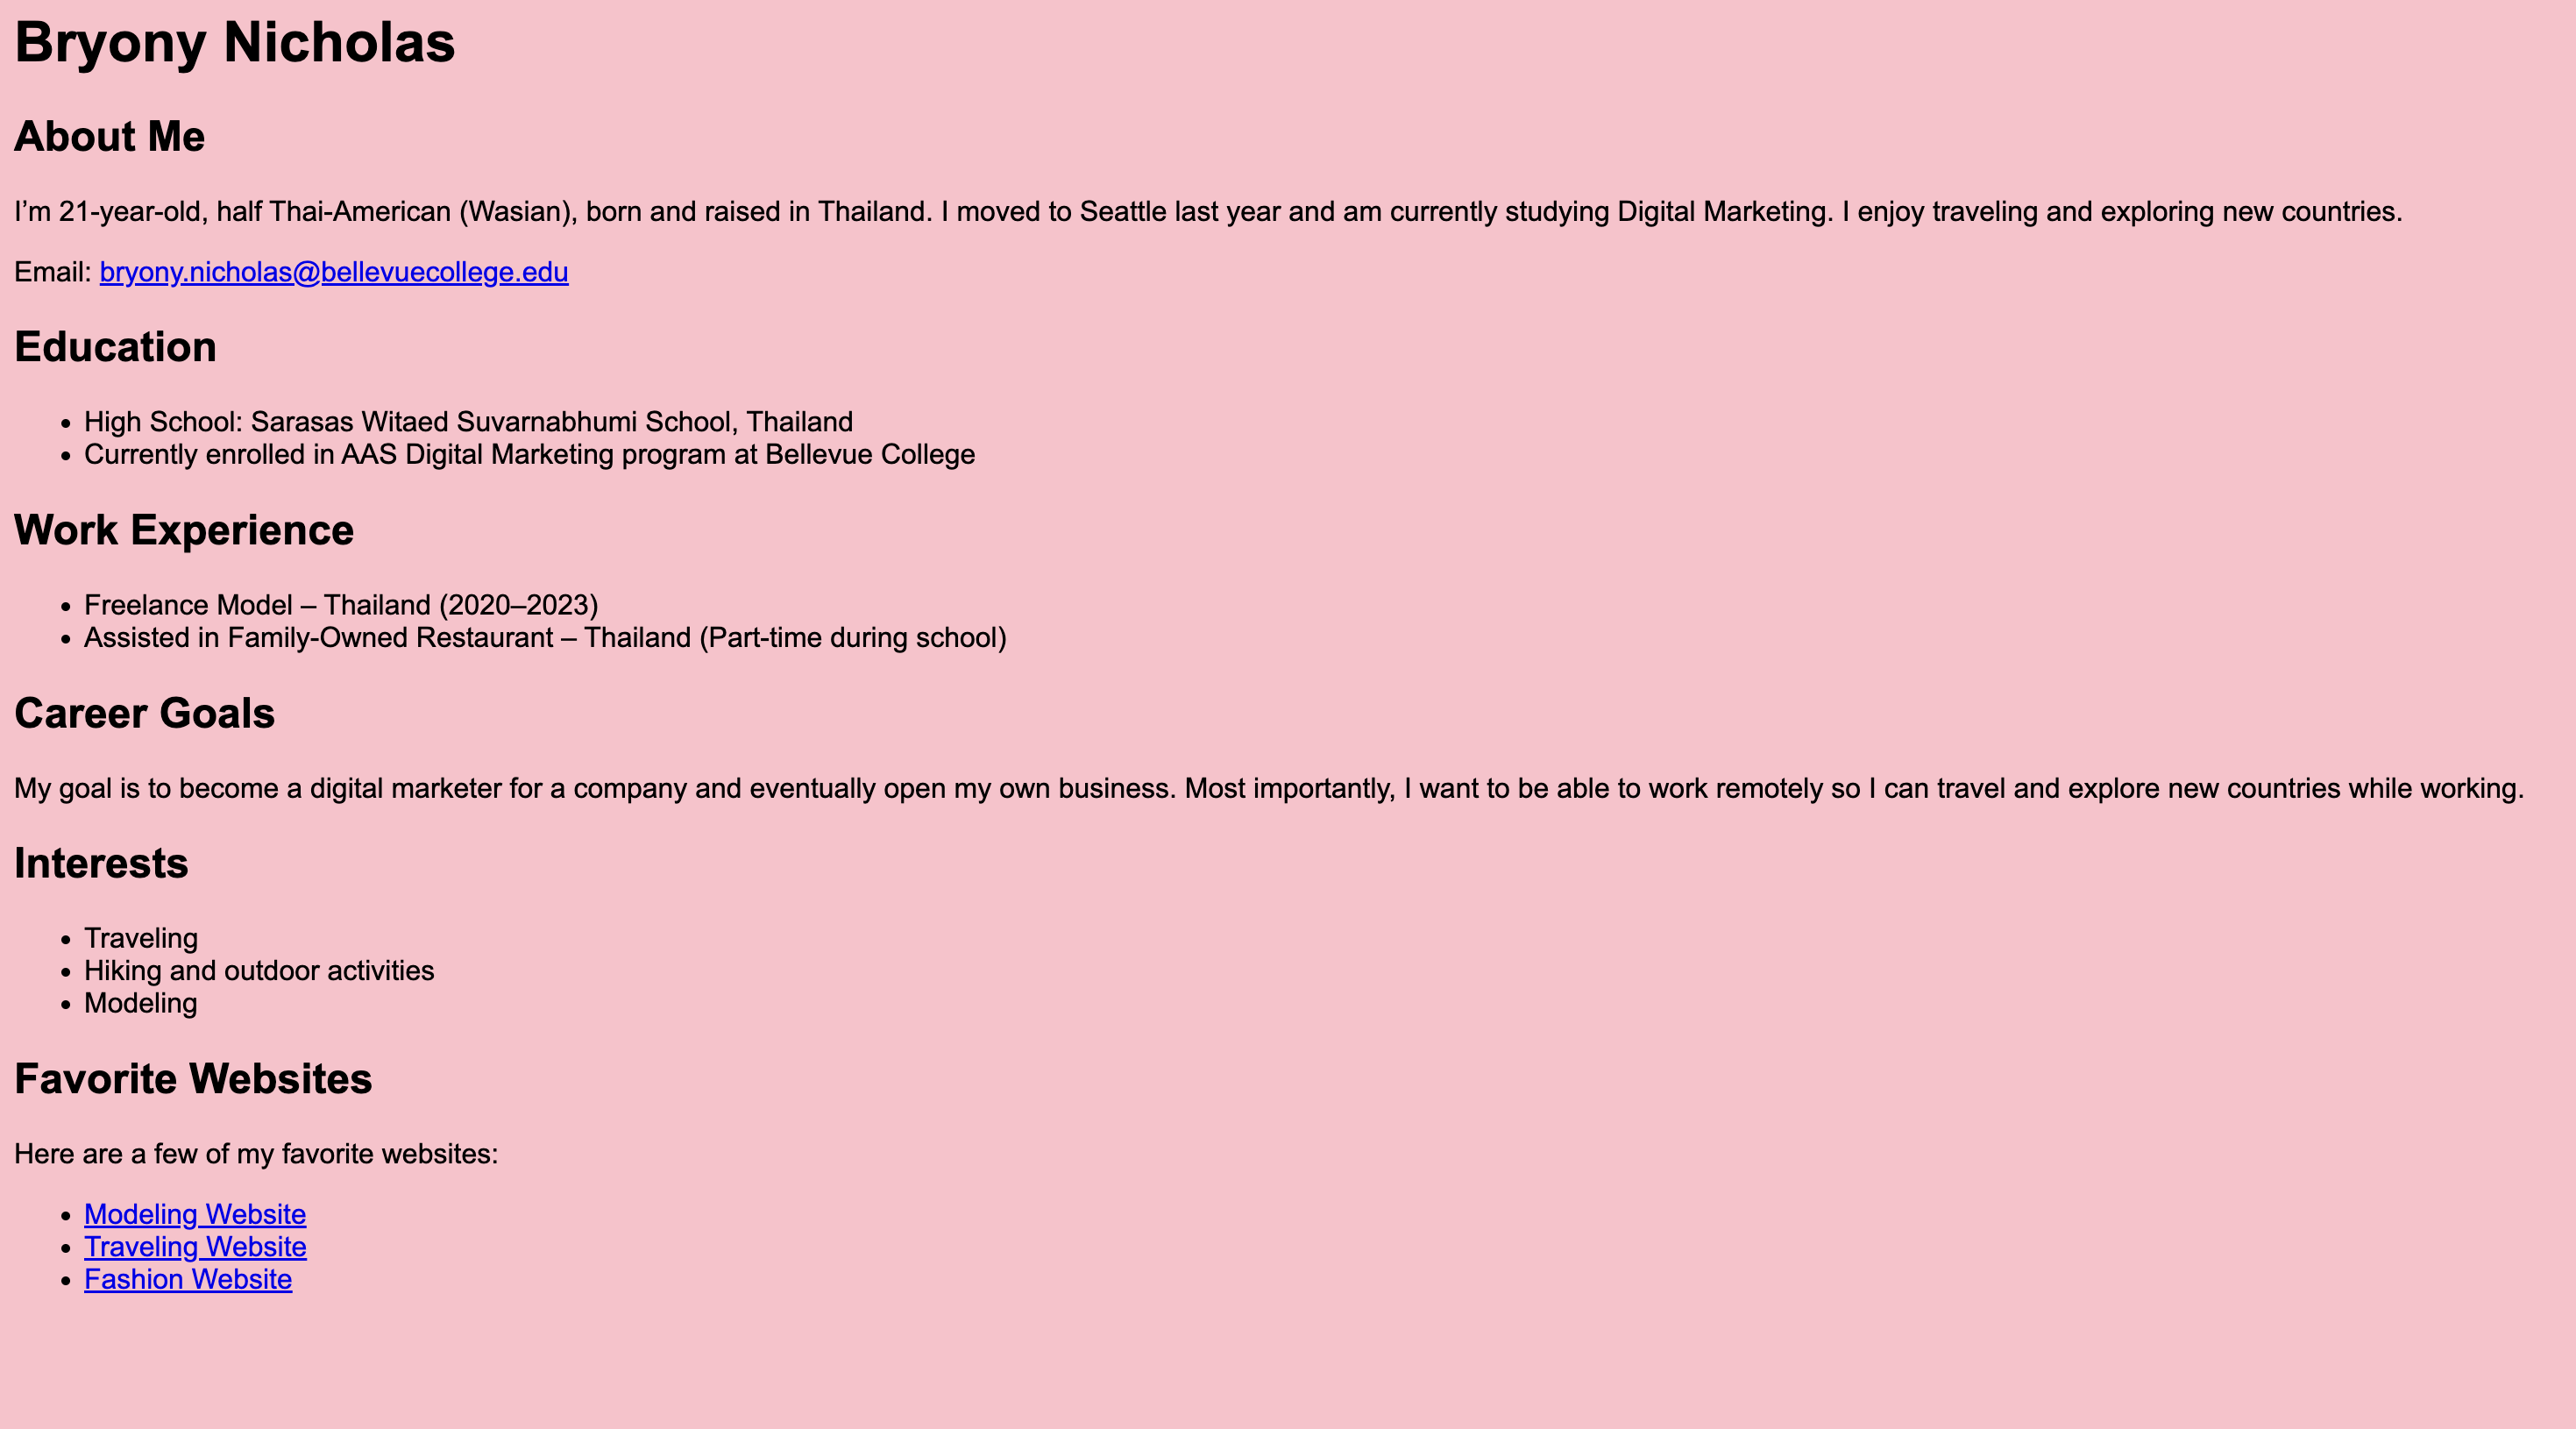 Bryony Nicholas
About Me
I’m 21-year-old, half Thai-American (Wasian), born and raised in Thailand. I moved to Seattle last year and am currently studying Digital Marketing. I enjoy traveling and exploring new countries.
Email: bryony.nicholas@bellevuecollege.edu
Education
• High School: Sarasas Witaed Suvarnabhumi School, Thailand
• Currently enrolled in AAS Digital Marketing program at Bellevue College
Work Experience
• Freelance Model – Thailand (2020–2023)
• Assisted in Family-Owned Restaurant – Thailand (Part-time during school)
Career Goals
My goal is to become a digital marketer for a company and eventually open my own business. Most importantly, I want to be able to work remotely so I can travel and explore new countries while working.
Interests
• Traveling
• Hiking and outdoor activities
• Modeling
Favorite Websites
Here are a few of my favorite websites:
• Modeling Website
• Traveling Website
• Fashion Website